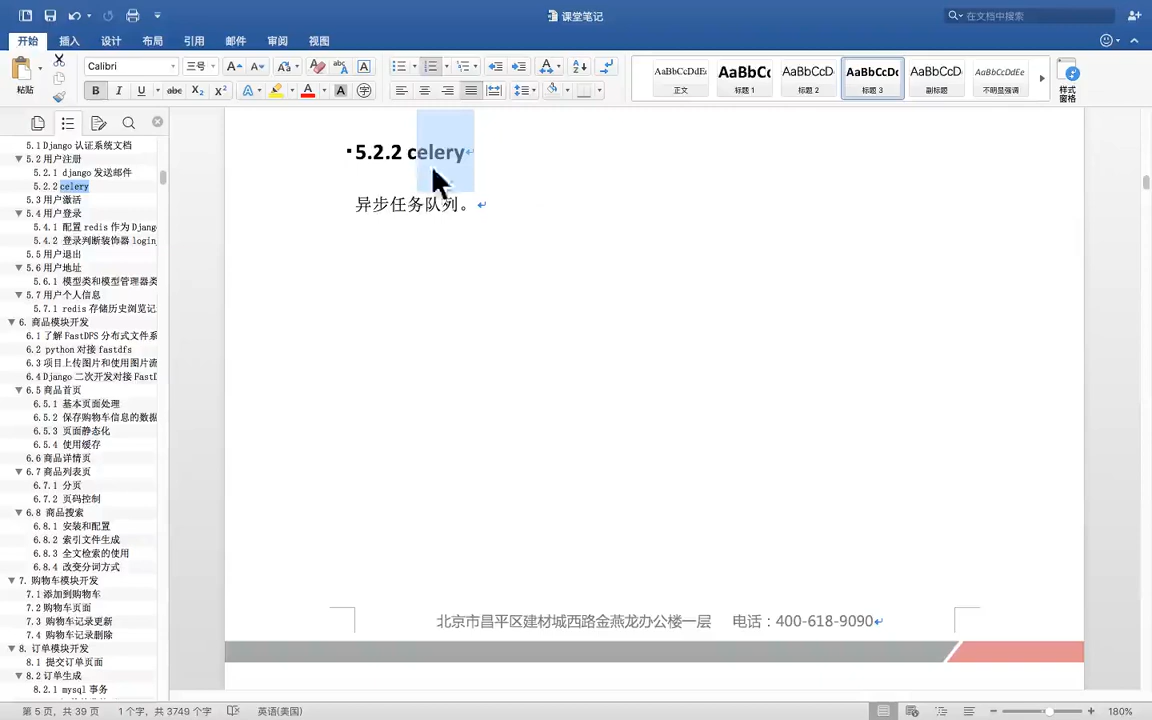 课堂笔记
在文档中搜索
开始
插入
设计
布局
引用
邮件
审阅
视图
粘贴
Calibri
三号
AaBbCcDdEe
正文
AaBbCc
标题 1
AaBbCcD
标题 2
AaBbCcDc
标题 3
AaBbCcD
副标题
AaBbCcDdEe
不明显强调
样式
窗格
5.1 Django 认证系统文档
5.2 用户注册
5.2.1 django 发送邮件
5.2.2 celery
5.3 用户激活
5.4 用户登录
5.4.1 配置 redis 作为 Djang
5.4.2 登录判断装饰器 login_
5.5 用户退出
5.6 用户地址
5.6.1 模型类和模型管理器类
5.7 用户个人信息
5.7.1 redis 存储历史浏览记
6. 商品模块开发
6.1 了解 FastDFS 分布式文件系
6.2 python 对接 fastdfs
6.3 项目上传图片和使用图片流
6.4 Django 二次开发对接 FastD
6.5 商品首页
6.5.1 基本页面处理
6.5.2 保存购物车信息的数据
6.5.3 页面静态化
6.5.4 使用缓存
6.6 商品详情页
6.7 商品列表页
6.7.1 分页
6.7.2 页码控制
6.8 商品搜索
6.8.1 安装和配置
6.8.2 索引文件生成
6.8.3 全文检索的使用
6.8.4 改变分词方式
7. 购物车模块开发
7.1 添加到购物车
7.2 购物车页面
7.3 购物车记录更新
7.4 购物车记录删除
8. 订单模块开发
8.1 提交订单页面
8.2 订单生成
8.2.1 mysql 事务
5.2.2 celery
异步任务队列。
北京市昌平区建材城西路金燕龙办公楼一层 电话：400-618-9090
第 5 页，共 39 页
1 个字，共 3749 个字
英语(美国)
180%